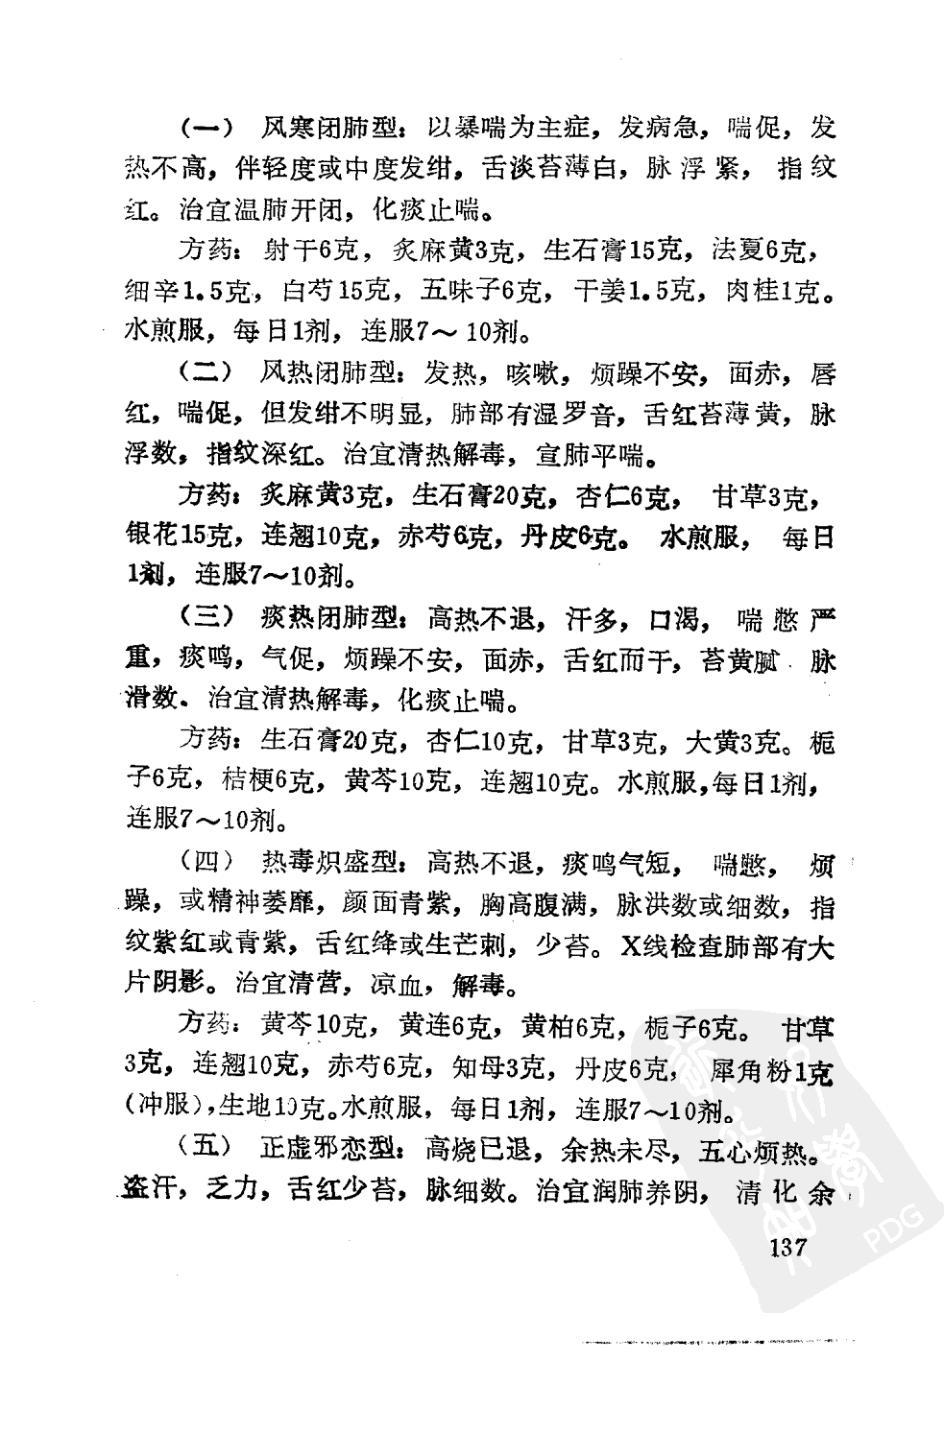 (一) 风寒闭肺型：以暴喘为主症，发病急，喘促，发
热不高，伴轻度或中度发绀，舌淡苔薄白，脉浮紧，指纹
红。治宜温肺开闭，化痰止喘。
方药：射干6克，炙麻黄3克，生石膏15克，法夏6克，
细辛1.5克，白芍15克，五味子6克，干姜1.5克，肉桂1克。
水煎服，每日1剂，连服7～10剂。
(二) 风热闭肺型：发热，咳嗽，烦躁不安，面赤，唇
红，喘促，但发绀不明显，肺部有湿罗音，舌红苔薄黄，脉
浮数，指纹深红。治宜清热解毒，宣肺平喘。
方药：炙麻黄3克，生石膏20克，杏仁6克，甘草3克，
银花15克，连翘10克，赤芍6克，丹皮6克。水煎服，每日
1剂，连服7～10剂。
(三) 痰热闭肺型：高热不退，汗多，口渴，喘憋严
重，痰鸣，气促，烦躁不安，面赤，舌红而干，苔黄腻．脉
滑数、治宜清热解毒，化痰止喘。
方药：生石膏20克，杏仁10克，甘草3克，大黄3克。栀
子6克，桔梗6克，黄芩10克，连翘10克。水煎服，每日1剂，
连服7～10剂。
(四) 热毒炽盛型：高热不退，痰鸣气短，喘憋，烦
躁，或精神萎靡，颜面青紫，胸高腹满，脉洪数或细数，指
纹紫红或青紫，舌红绛或生芒刺，少苔。X线检查肺部有大
片阴影。治宜清营，凉血，解毒。
方药：黄芩10克，黄连6克，黄柏6克，栀子6克。甘草
3克，连翘10克，赤芍6克，知母3克，丹皮6克，犀角粉1克
(冲服)，生地10克。水煎服，每日1剂，连服7～10剂。
(五) 正虚邪恋型：高烧已退，余热未尽，五心烦热。
盗汗，乏力，舌红少苔，脉细数。治宜润肺养阴，清化余
137
PDG